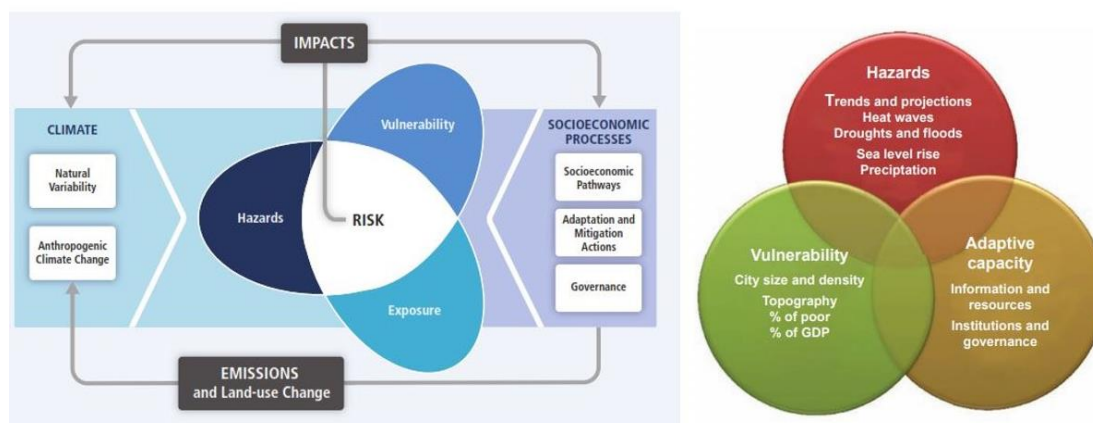 IMPACTS
CLIMATE
Natural
Variability
Anthropogenic
Climate Change
Vulnerability
Hazards
RISK
Exposure
SOCIOECONOMIC
PROCESSES
Socioeconomic
Pathways
Adaptation and
Mitigation
Actions
Governance
EMISSIONS
and Land-use Change
Hazards
Trends and projections
Heat waves
Droughts and floods
Sea level rise
Preciptation
Vulnerability
City size and density
Topography
% of poor
% of GDP
Adaptive
capacity
Information and
resources
Institutions and
governance